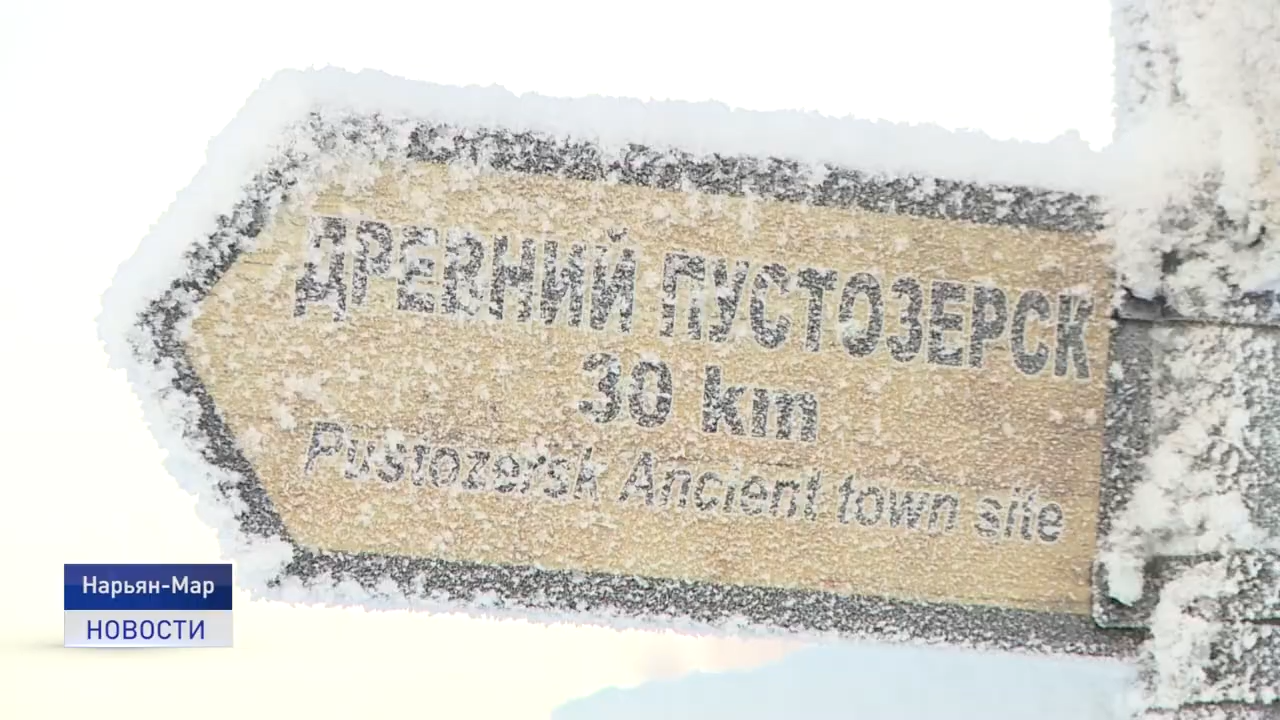 ДРЕВНИЙ ПУСТОЗЕРСК
30 km
Pustozersk Ancient town site
Нарьян-Мар
НОВОСТИ